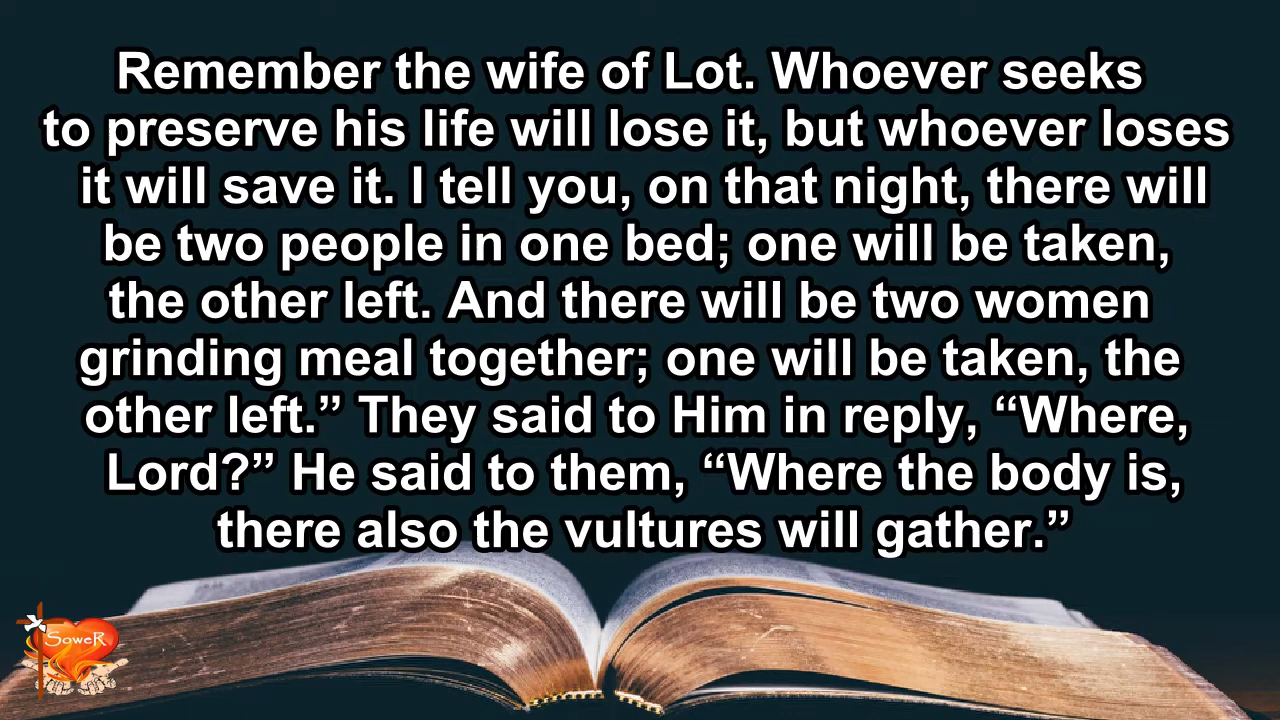 Remember the wife of Lot. Whoever seeks
to preserve his life will lose it, but whoever loses
it will save it. I tell you, on that night, there will
be two people in one bed; one will be taken,
the other left. And there will be two women
grinding meal together; one will be taken, the
other left.” They said to Him in reply, “Where,
Lord?” He said to them, “Where the body is,
there also the vultures will gather.”
SoweR